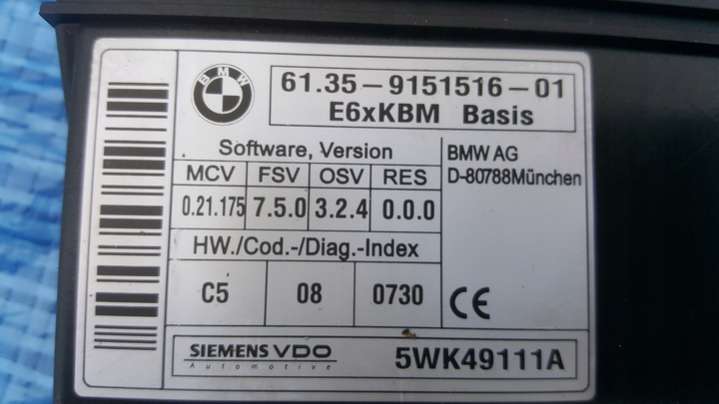 BMW
61.35-9151516-01
E6xKBM Basis
Software, Version
MCV FSV OSV RES
0.21.175 7.5.0 3.2.4 0.0.0
BMW AG
D-80788München
HW./Cod.-/Diag.-Index
C5 08 0730
CE
SIEMENS VDO
Automotive
5WK49111A